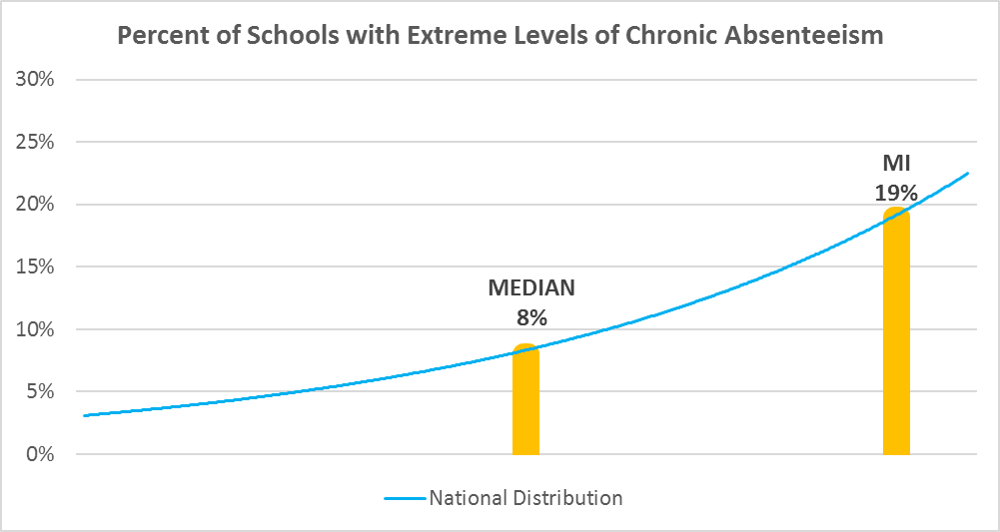 Percent of Schools with Extreme Levels of Chronic Absenteeism
30%
25%
20%
15%
10%
5%
0%
MEDIAN
8%
MI
19%
National Distribution